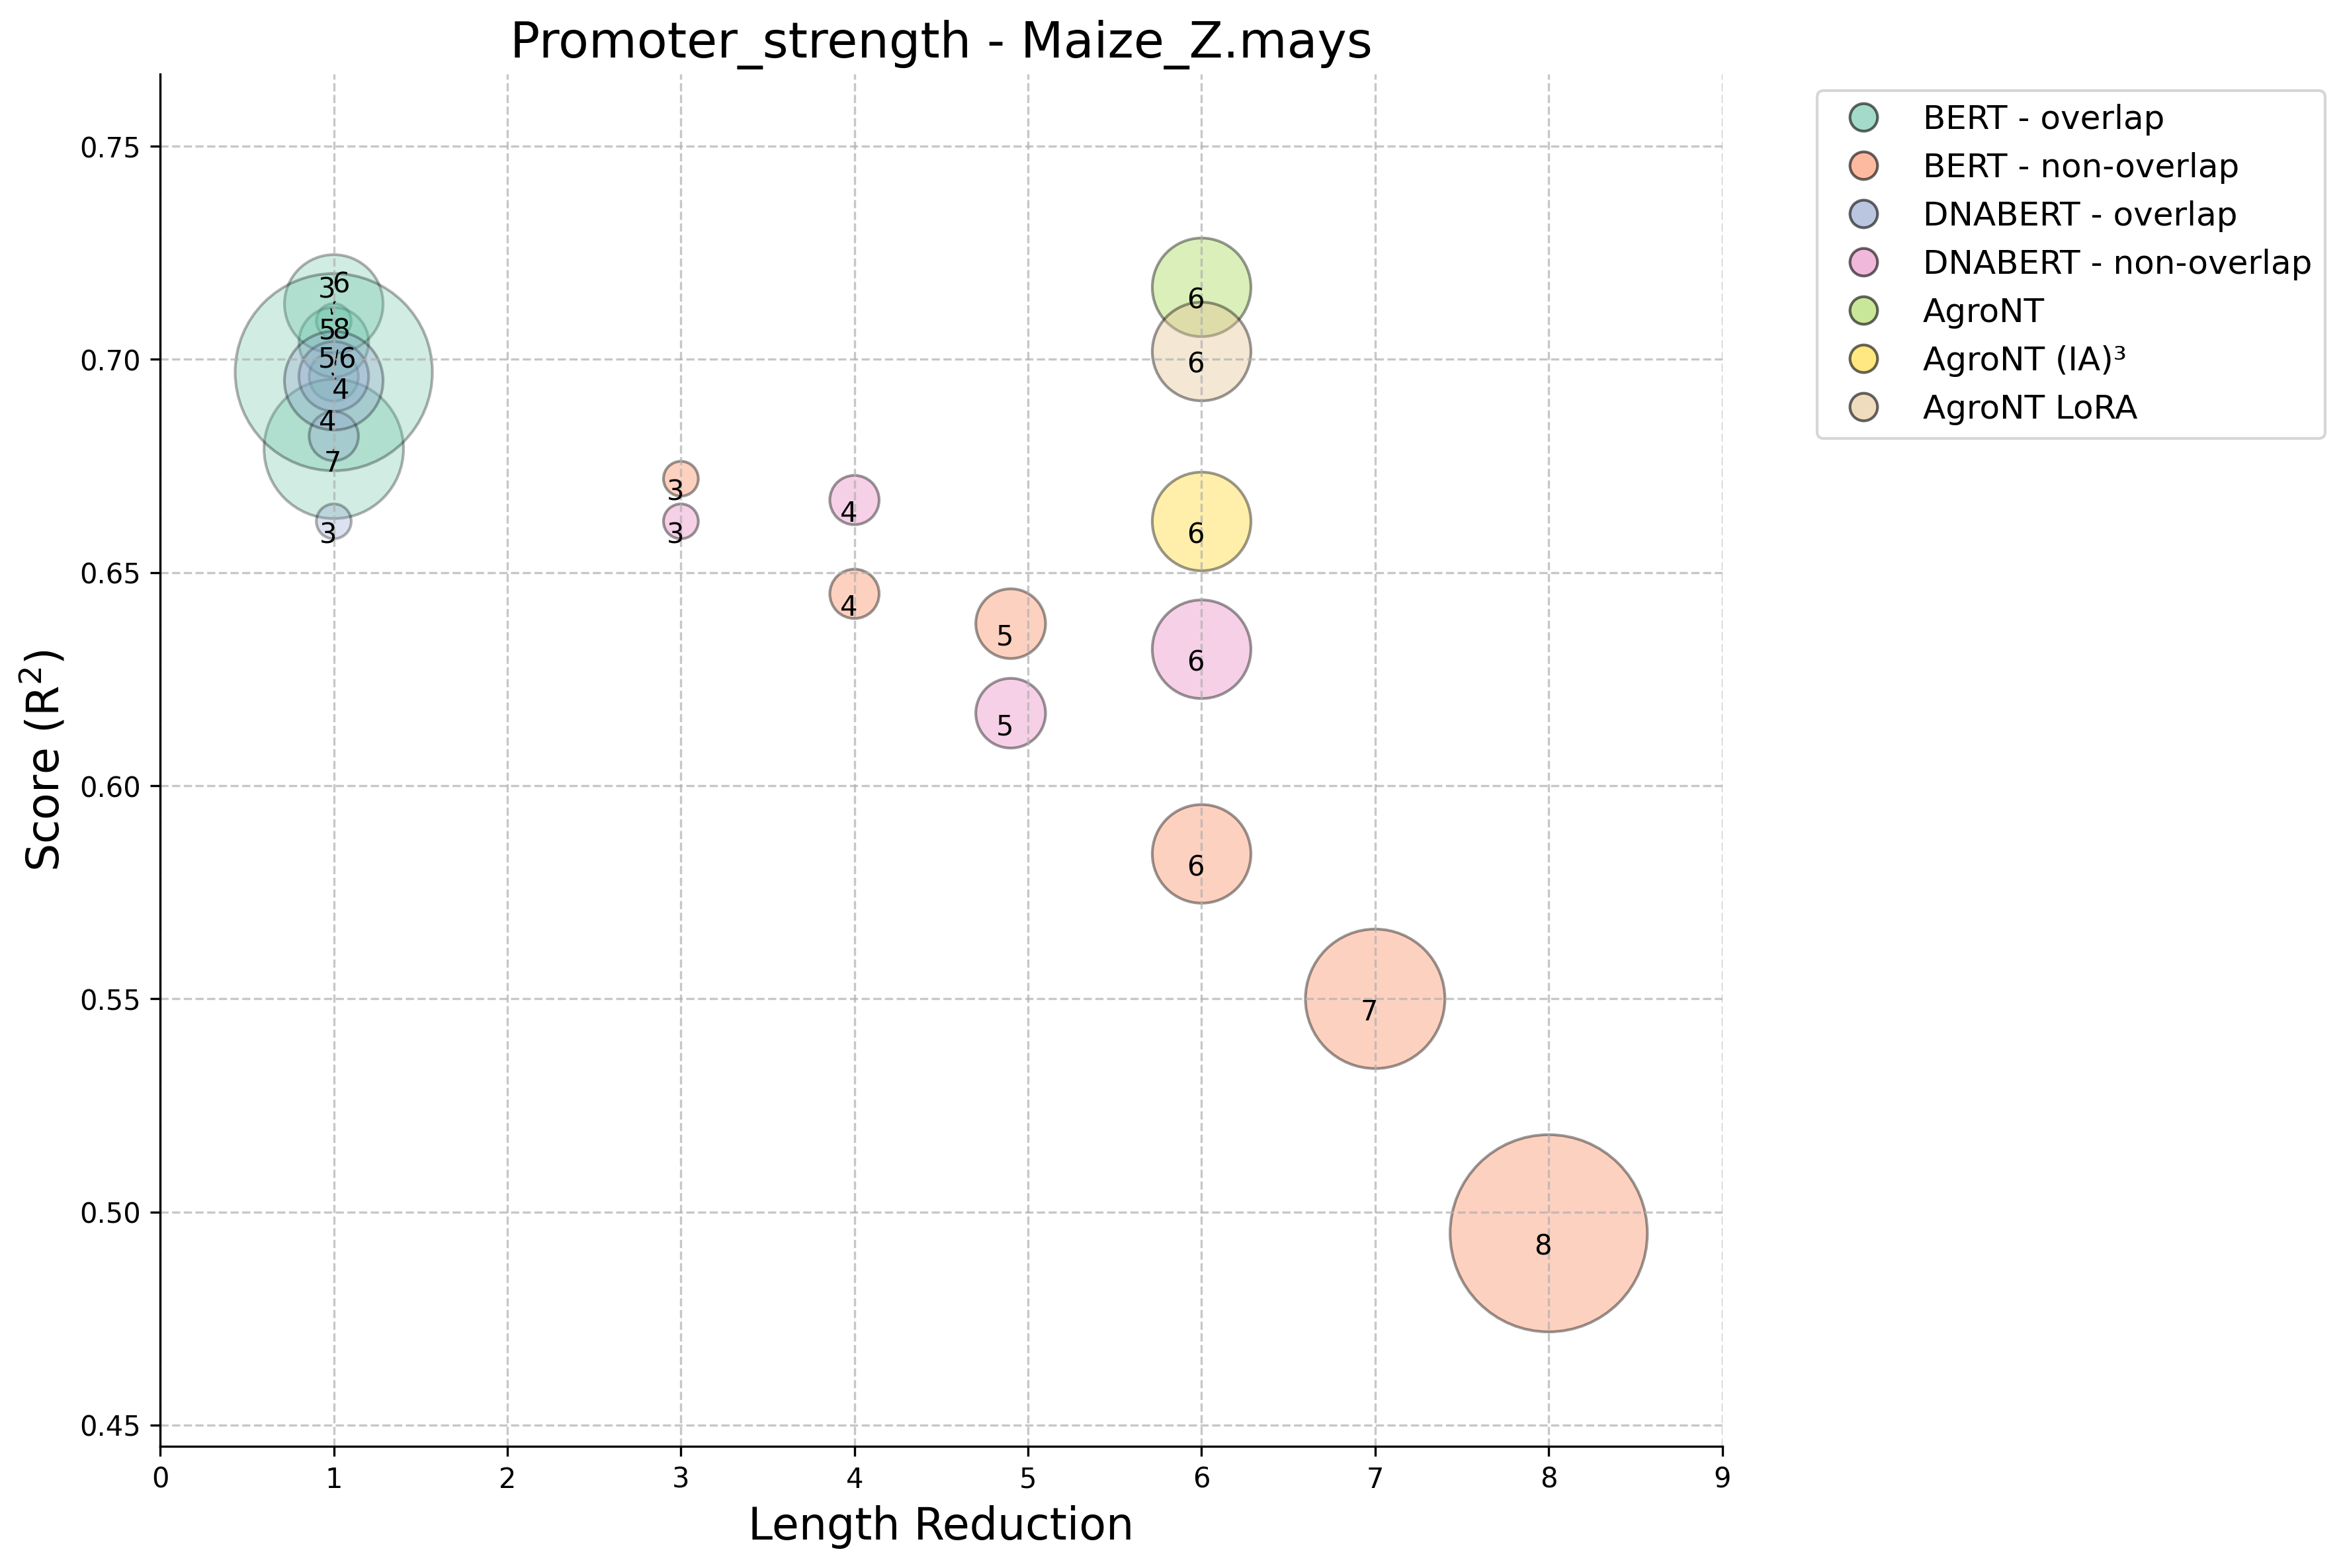 Promoter_strength - Maize_Z.mays
Score (R²)
0.75
0.70
0.65
0.60
0.55
0.50
0.45
3 6
5 8
5 6
4
4
7
3
3
3
4
4
5
5
6
6
6
6
6
7
8
0 1 2 3 4 5 6 7 8 9
Length Reduction
BERT - overlap
BERT - non-overlap
DNABERT - overlap
DNABERT - non-overlap
AgroNT
AgroNT (IA)³
AgroNT LoRA